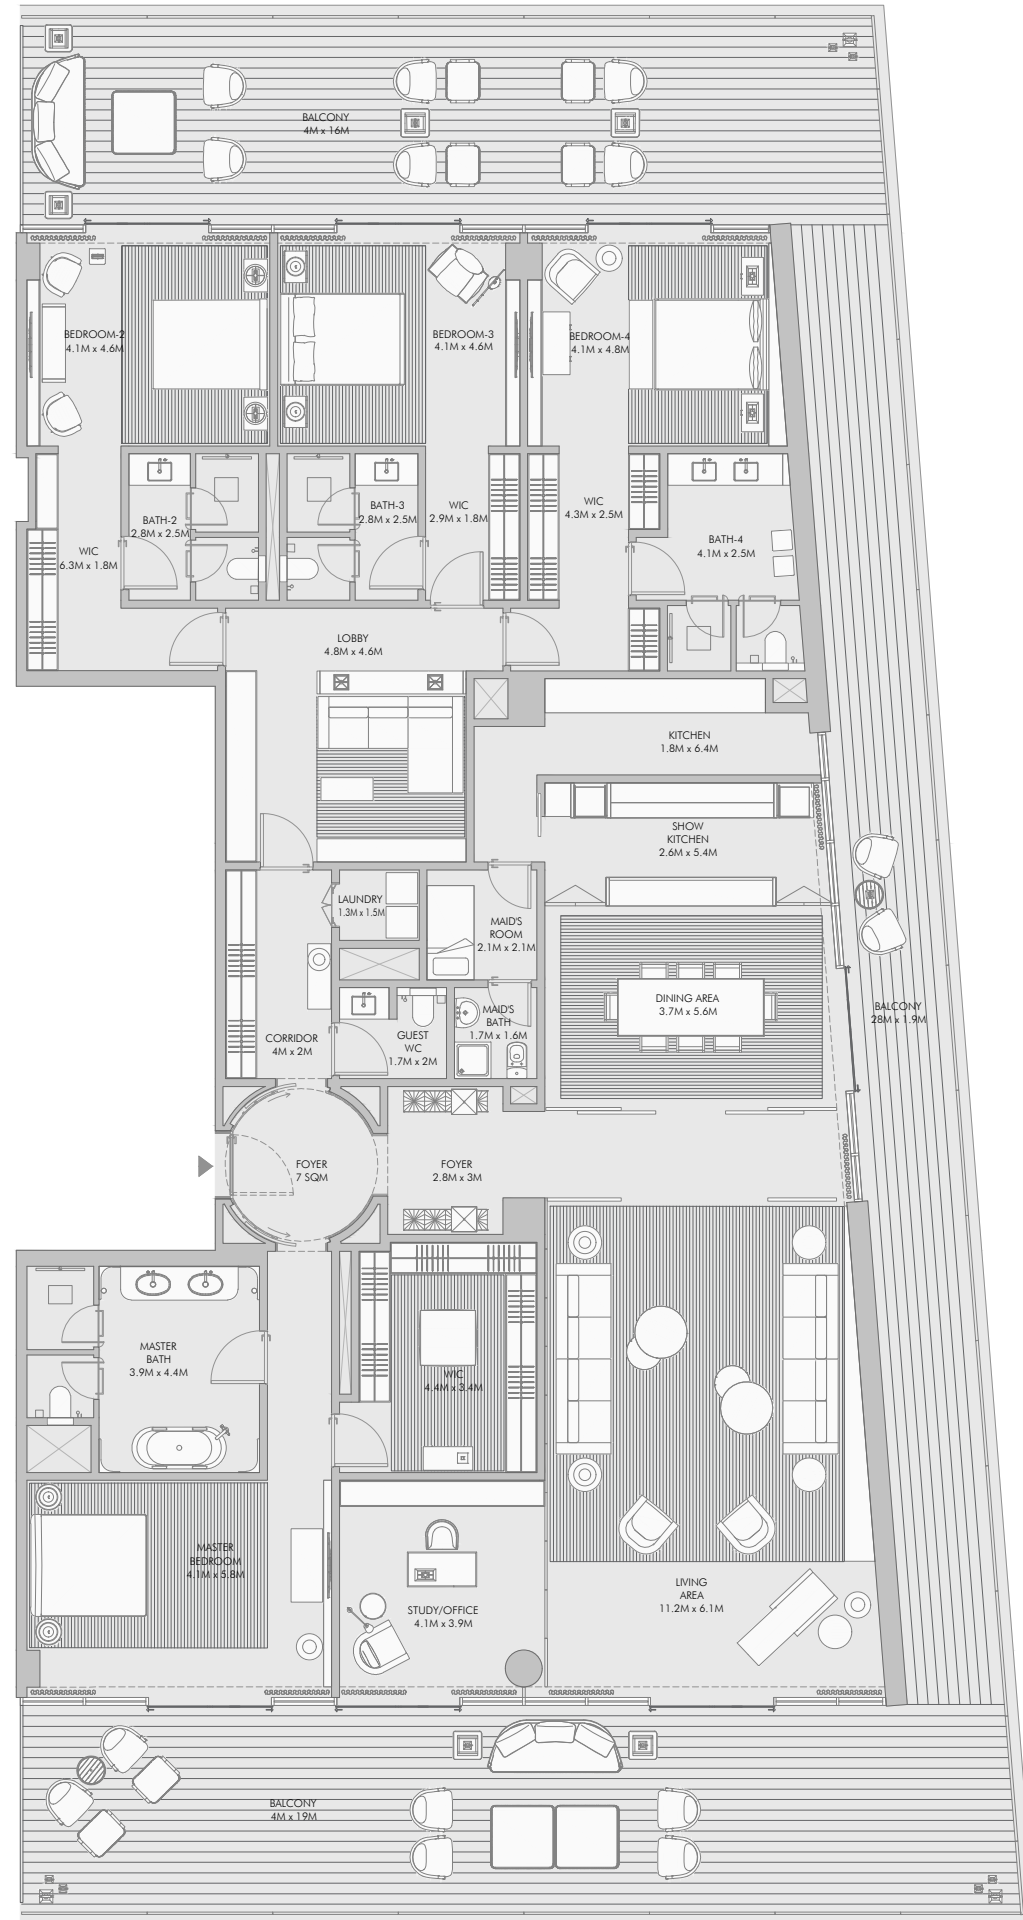 BALCONY
4M x 16M
BEDROOM-2
4.1M x 4.6M
BEDROOM-3
4.1M x 4.6M
BEDROOM-4
4.1M x 4.8M
BATH-2
2.8M x 2.5M
BATH-3
2.8M x 2.5M
WIC
2.9M x 1.8M
WIC
4.3M x 2.5M
BATH-4
4.1M x 2.5M
WIC
6.3M x 1.8M
LOBBY
4.8M x 4.6M
KITCHEN
1.8M x 6.4M
SHOW
KITCHEN
2.6M x 5.4M
LAUNDRY
1.3M x 1.5M
MAID'S
ROOM
2.1M x 2.1M
DINING AREA
3.7M x 5.6M
BALCONY
28M x 1.9M
MAID'S
BATH
1.7M x 1.6M
CORRIDOR
4M x 2M
GUEST
WC
1.7M x 2M
FOYER
7 SQM
FOYER
2.8M x 3M
MASTER
BATH
3.9M x 4.4M
WIC
4.4M x 3.4M
MASTER
BEDROOM
4.1M x 5.8M
STUDY/OFFICE
4.1M x 3.9M
LIVING
AREA
11.2M x 6.1M
BALCONY
4M x 19M